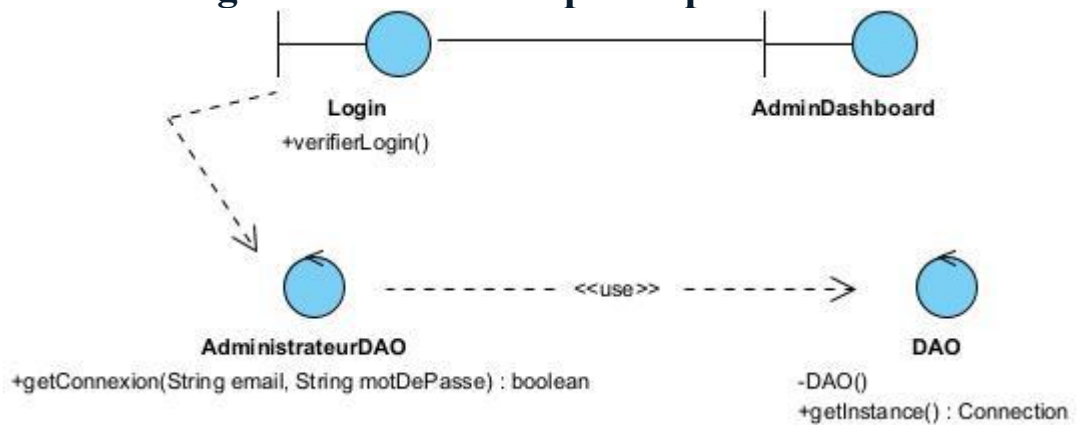 Login
AdminDashboard
+verifierLogin()
<<use>>
AdministrateurDAO
DAO
+getConnexion(String email, String motDePasse) : boolean
-DAO()
+getInstance() : Connection